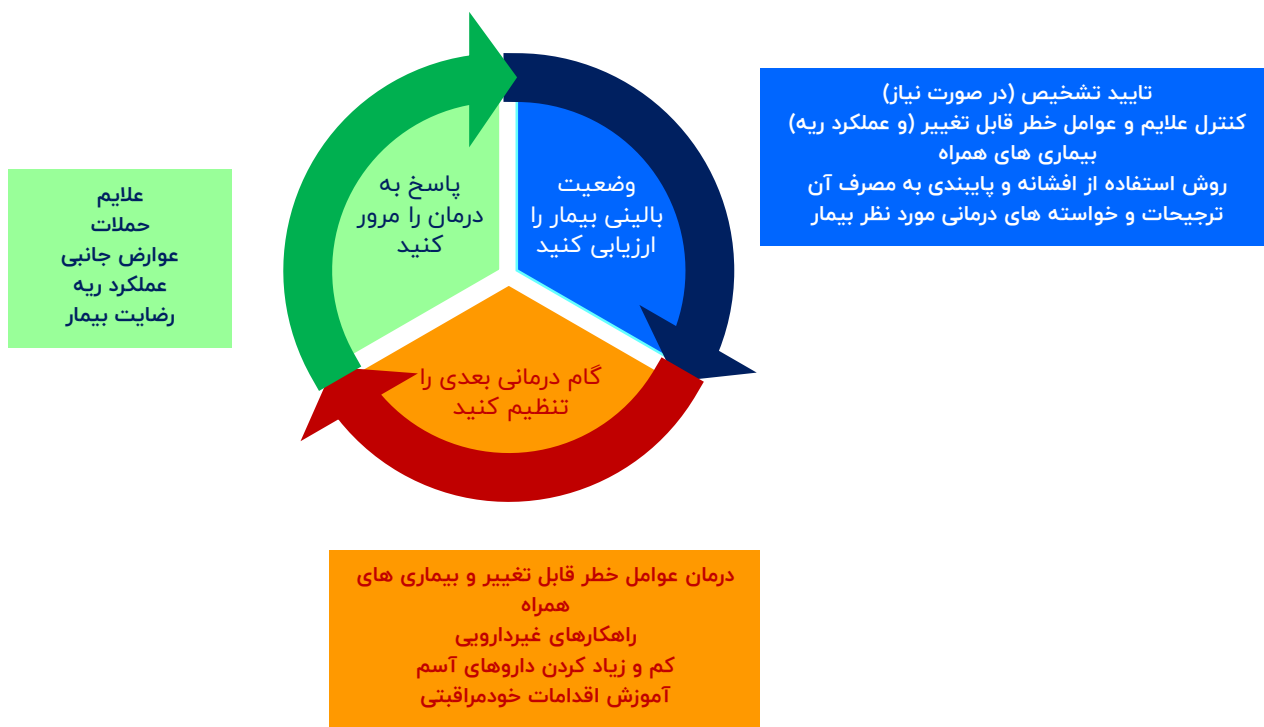 تایید تشخیص (در صورت نیاز)
کنترل علایم و عوامل خطر قابل تغییر (و عملکرد ریه)
بیماری های همراه
روش استفاده از افشانه و پایبندی به مصرف آن
ترجیحات و خواسته های درمانی مورد نظر بیمار
وضعیت
بالینی بیمار را
ارزیابی کنید
پاسخ به
درمان را مرور
کنید
علایم
حملات
عوارض جانبی
عملکرد ریه
رضایت بیمار
گام درمانی بعدی را
تنظیم کنید
درمان عوامل خطر قابل تغییر و بیماری های
همراه
راهکارهای غیردارویی
کم و زیاد کردن داروهای آسم
آموزش اقدامات خودمراقبتی